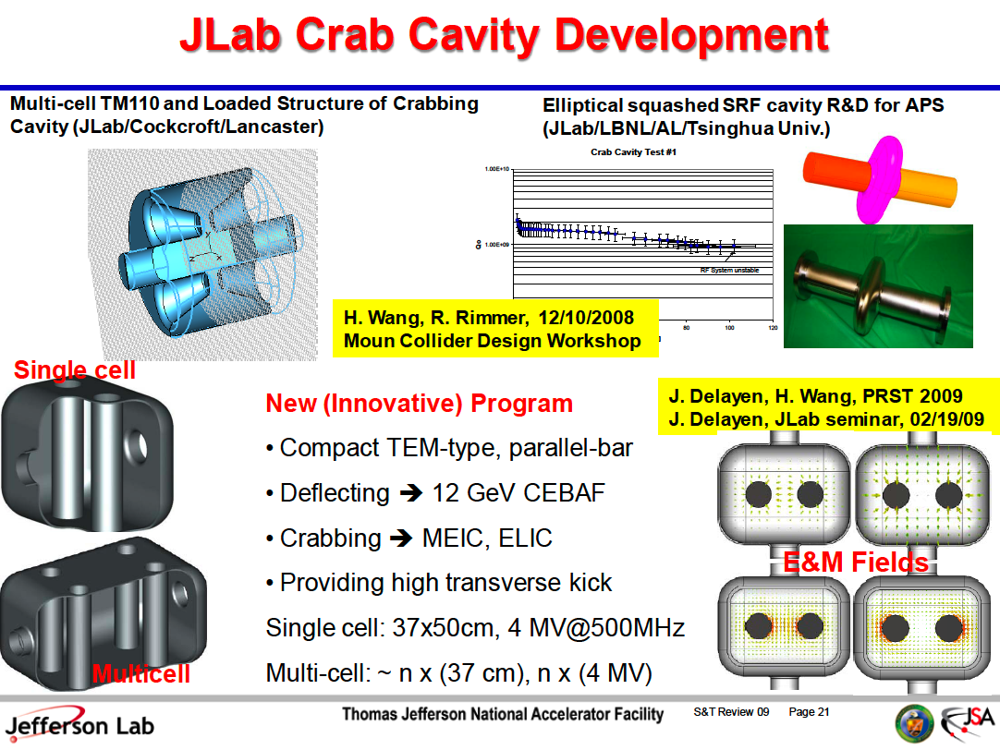 JLab Crab Cavity Development
Multi-cell TM110 and Loaded Structure of Crabbing
Cavity (JLab/Cockcroft/Lancaster)
Elliptical squashed SRF cavity R&D for APS
(JLab/LBNL/AL/Tsinghua Univ.)
Crab Cavity Test #1
1.00E+10
Qo
1.00E+09
RF System unstable
80
100
120
Y
Z
X
H. Wang, R. Rimmer, 12/10/2008
Moun Collider Design Workshop
Single cell
Multicell
New (Innovative) Program
• Compact TEM-type, parallel-bar
• Deflecting ➔ 12 GeV CEBAF
• Crabbing ➔ MEIC, ELIC
• Providing high transverse kick
Single cell: 37x50cm, 4 MV@500MHz
Multi-cell: ~ n x (37 cm), n x (4 MV)
J. Delayen, H. Wang, PRST 2009
J. Delayen, JLab seminar, 02/19/09
E&M Fields
Jefferson Lab
Thomas Jefferson National Accelerator Facility
S&T Review 09 Page 21
JSA